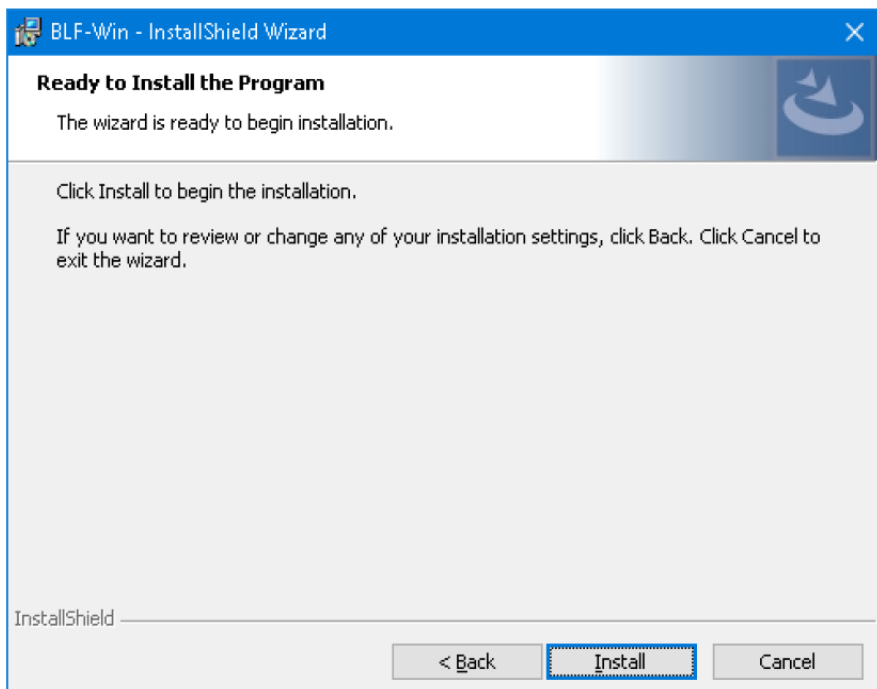 BLF-Win - InstallShield Wizard
Ready to Install the Program
The wizard is ready to begin installation.
Click Install to begin the installation.
If you want to review or change any of your installation settings, click Back. Click Cancel to
exit the wizard.
InstallShield
< Back
Install
Cancel